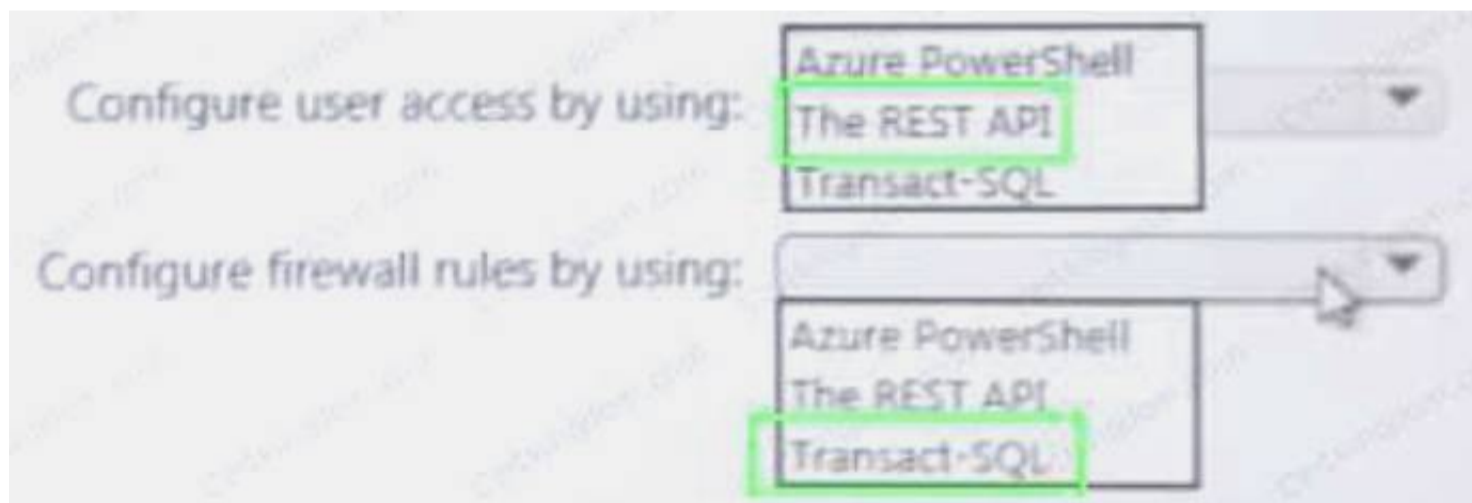 Azure PowerShell
Configure user access by using:
The REST API
Transact-SQL
Configure firewall rules by using:
Azure PowerShell
The REST API
Transact-SQL